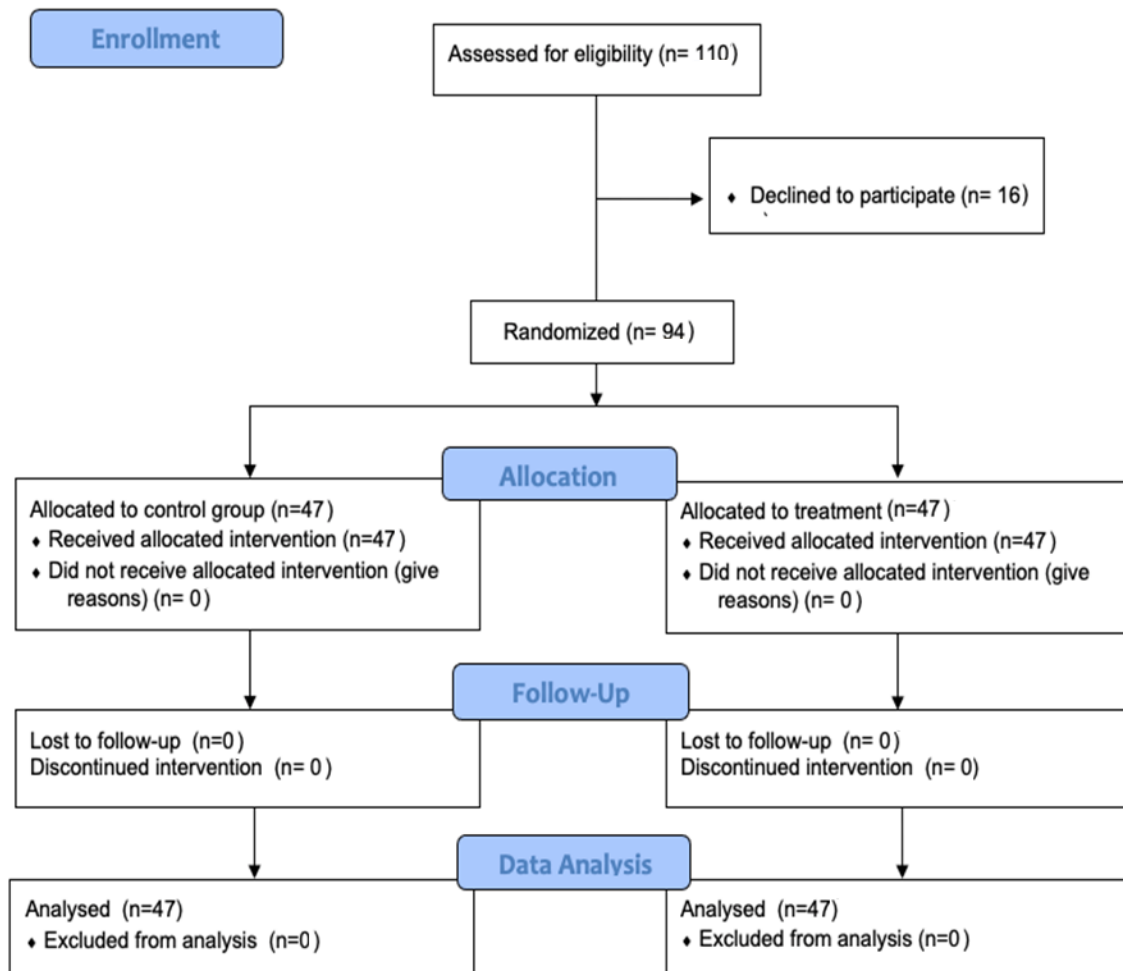 Enrollment
Assessed for eligibility (n= 110)
♦ Declined to participate (n= 16)
Randomized (n= 94)
Allocation
Allocated to control group (n=47)
♦ Received allocated intervention (n=47)
♦ Did not receive allocated intervention (give
reasons) (n= 0)
Allocated to treatment (n=47)
♦ Received allocated intervention (n=47)
♦ Did not receive allocated intervention (give
reasons) (n= 0)
Follow-Up
Lost to follow-up (n=0)
Discontinued intervention (n= 0)
Lost to follow-up (n= 0)
Discontinued intervention (n= 0)
Data Analysis
Analysed (n=47)
♦ Excluded from analysis (n=0)
Analysed (n=47)
♦ Excluded from analysis (n=0)